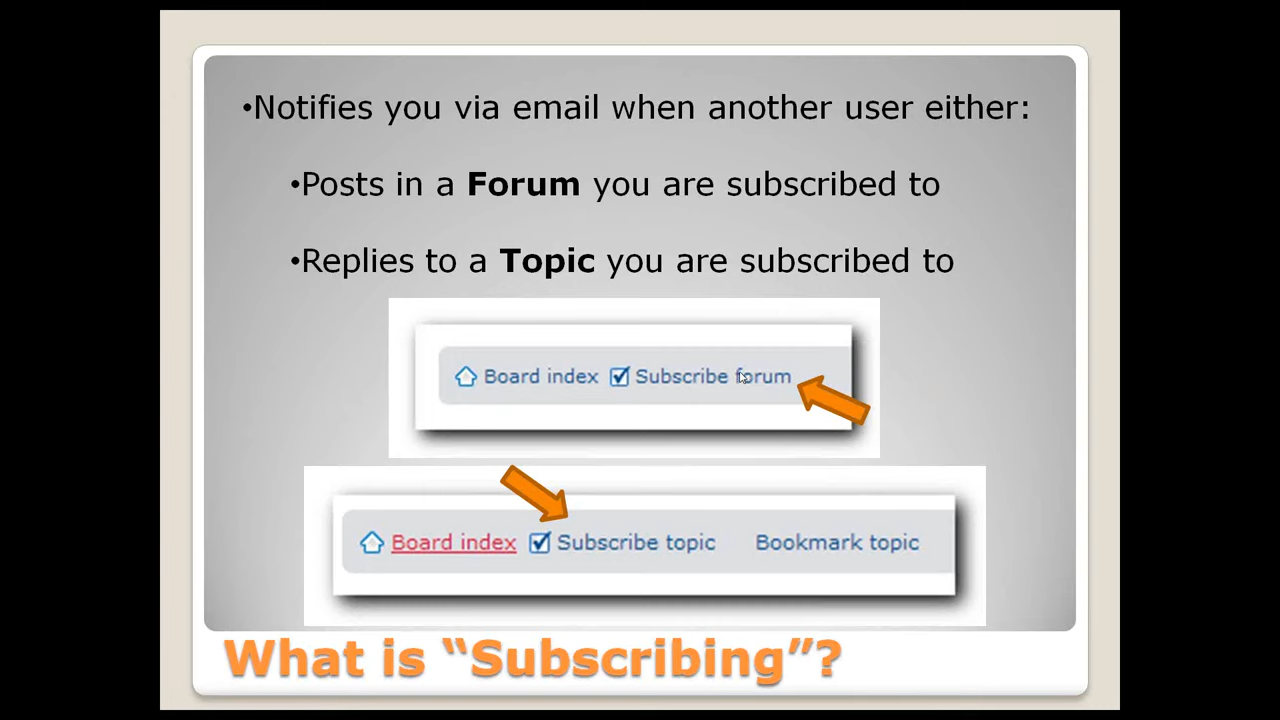 •Notifies you via email when another user either:
•Posts in a Forum you are subscribed to
•Replies to a Topic you are subscribed to
Board index Subscribe forum
Board index Subscribe topic Bookmark topic
What is “Subscribing”?